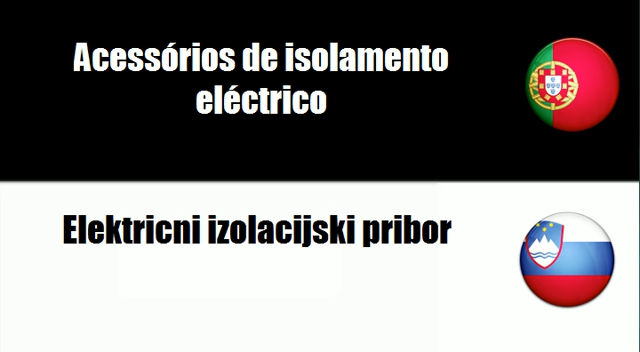 Acessórios de isolamento
eléctrico
Elektricni izolacijski pribor